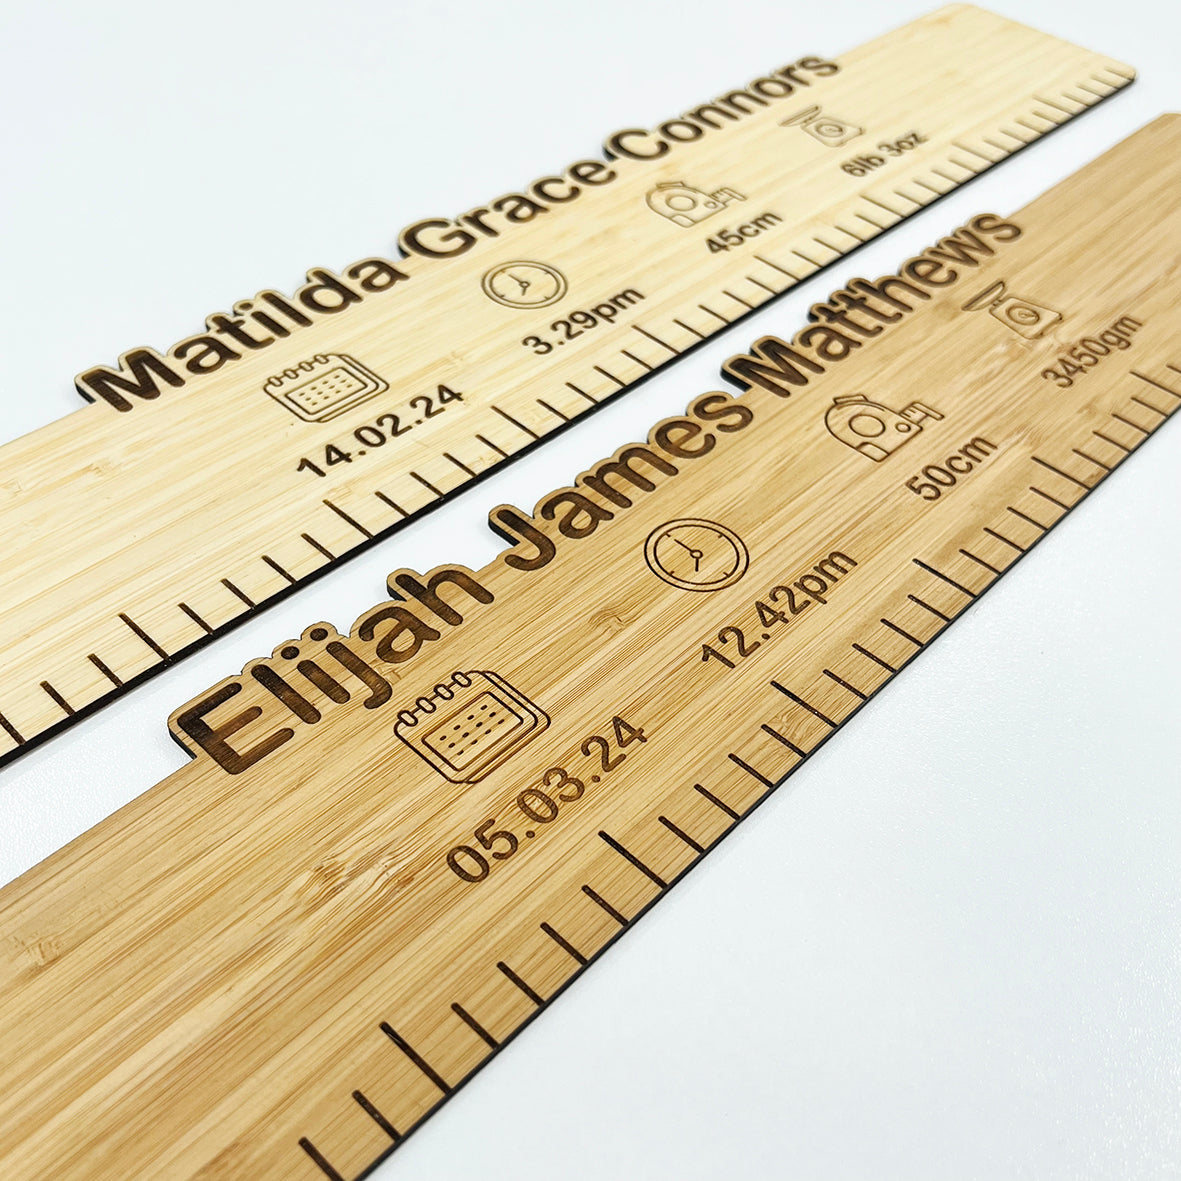 Matilda Grace Connors
14.02.24
3.29pm
45cm
6lb 3oz
Elijah James Matthews
05.03.24
12.42pm
50cm
3450gm